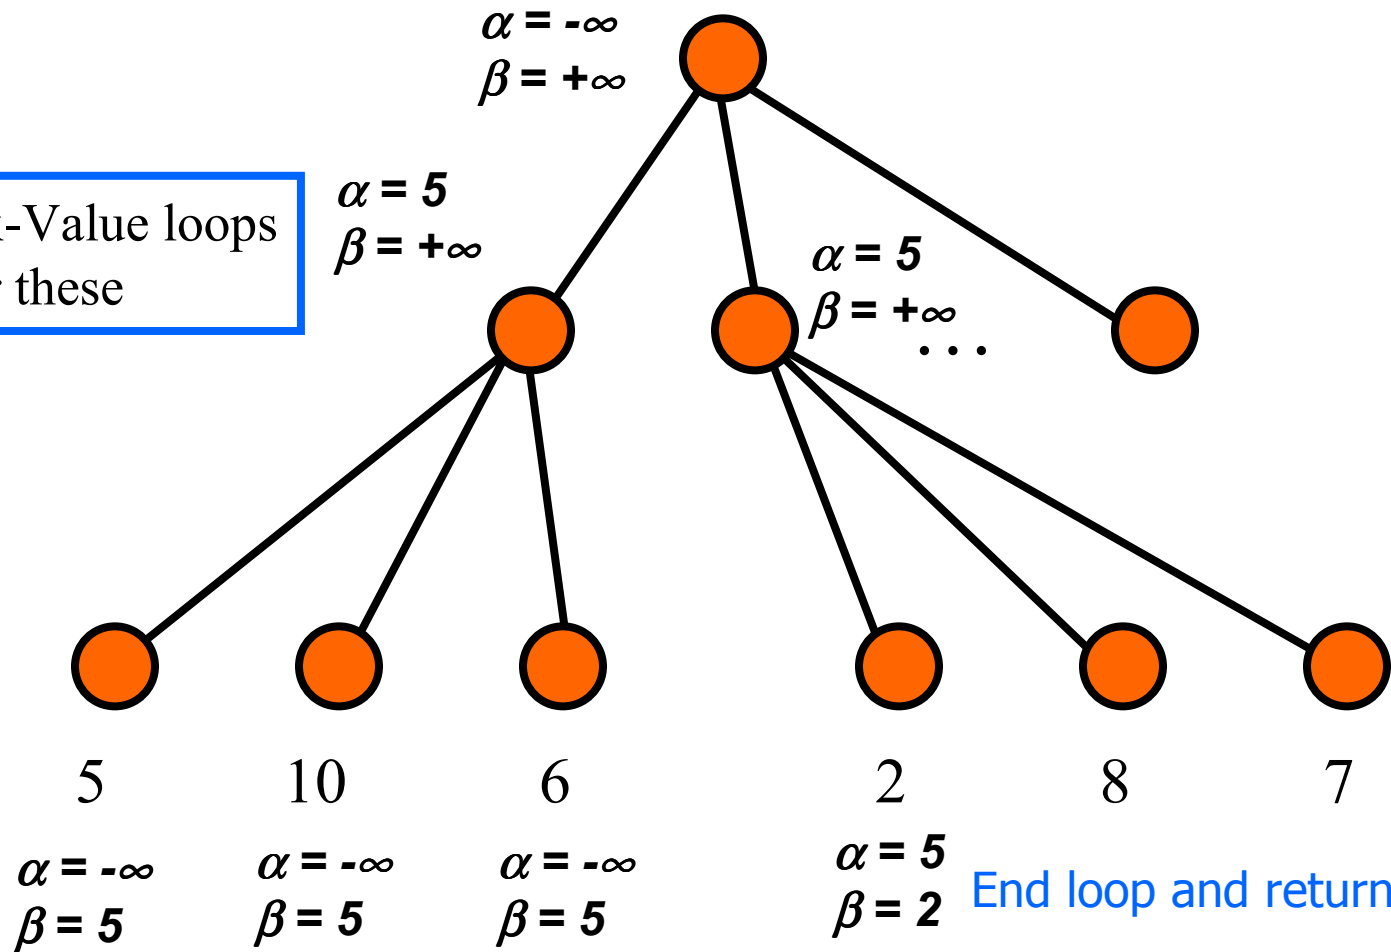 α = -∞
β = +∞
-Value loops
these
α = 5
β = +∞
α = 5
β = +∞
...
5 10 6 2 8 7
α = -∞ α = -∞ α = -∞ α = 5
β = 5 β = 5 β = 5 β = 2
End loop and return